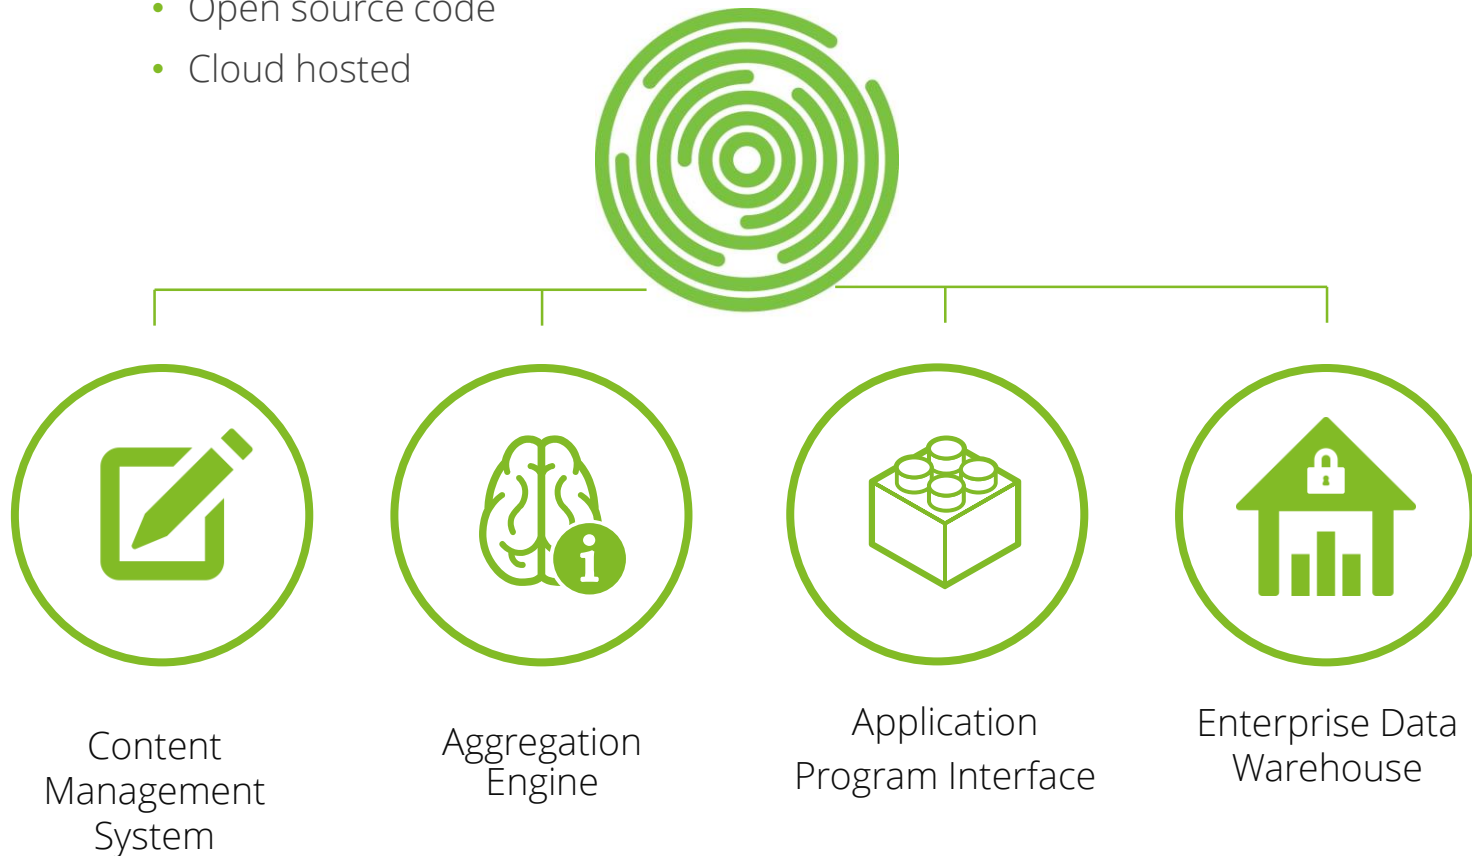 • Open source code
• Cloud hosted
Content
Management
System
Aggregation
Engine
Application
Program Interface
Enterprise Data
Warehouse